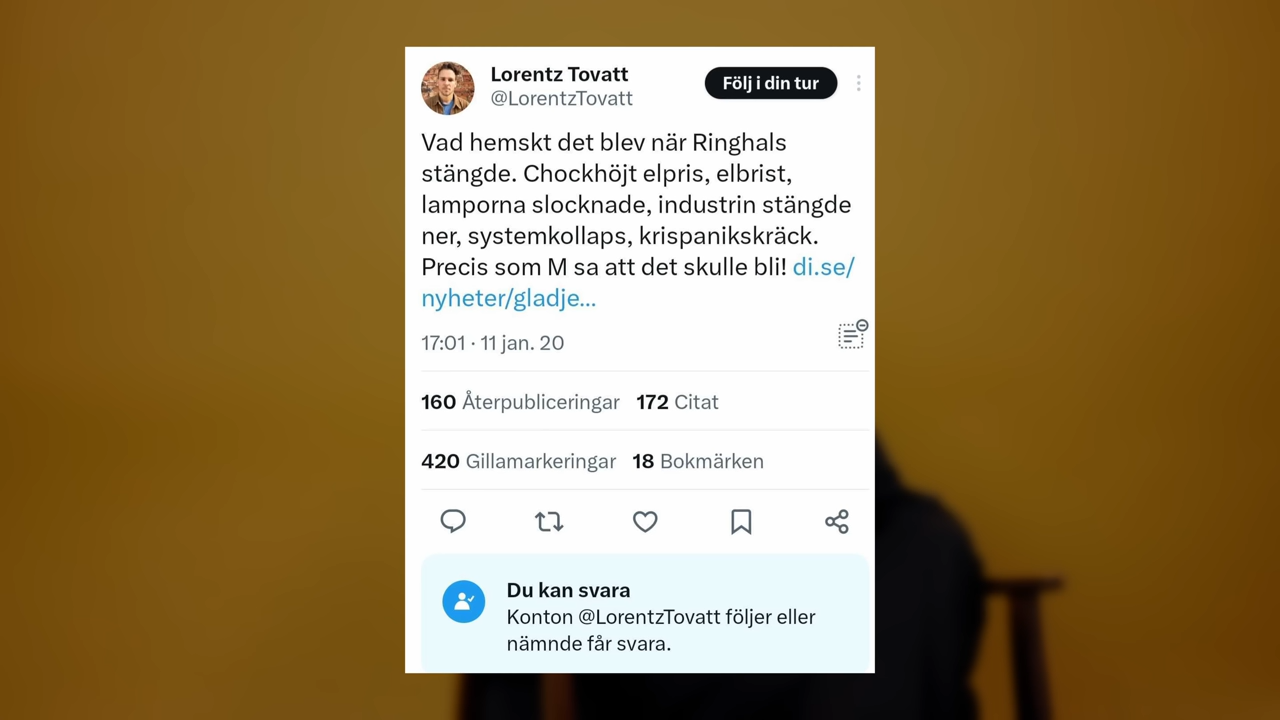 Lorentz Tovatt
@LorentzTovatt
Följ i din tur
Vad hemskt det blev när Ringhals
stängde. Chockhöjt elpris, elbrist,
lamporna slocknade, industrin stängde
ner, systemkollaps, krispanikskräck.
Precis som M sa att det skulle bli! di.se/
nyheter/gladje...
17:01 · 11 jan. 20
160 Återpubliceringar 172 Citat
420 Gillamarkeringar 18 Bokmärken
Du kan svara
Konton @LorentzTovatt följer eller
nämnde får svara.